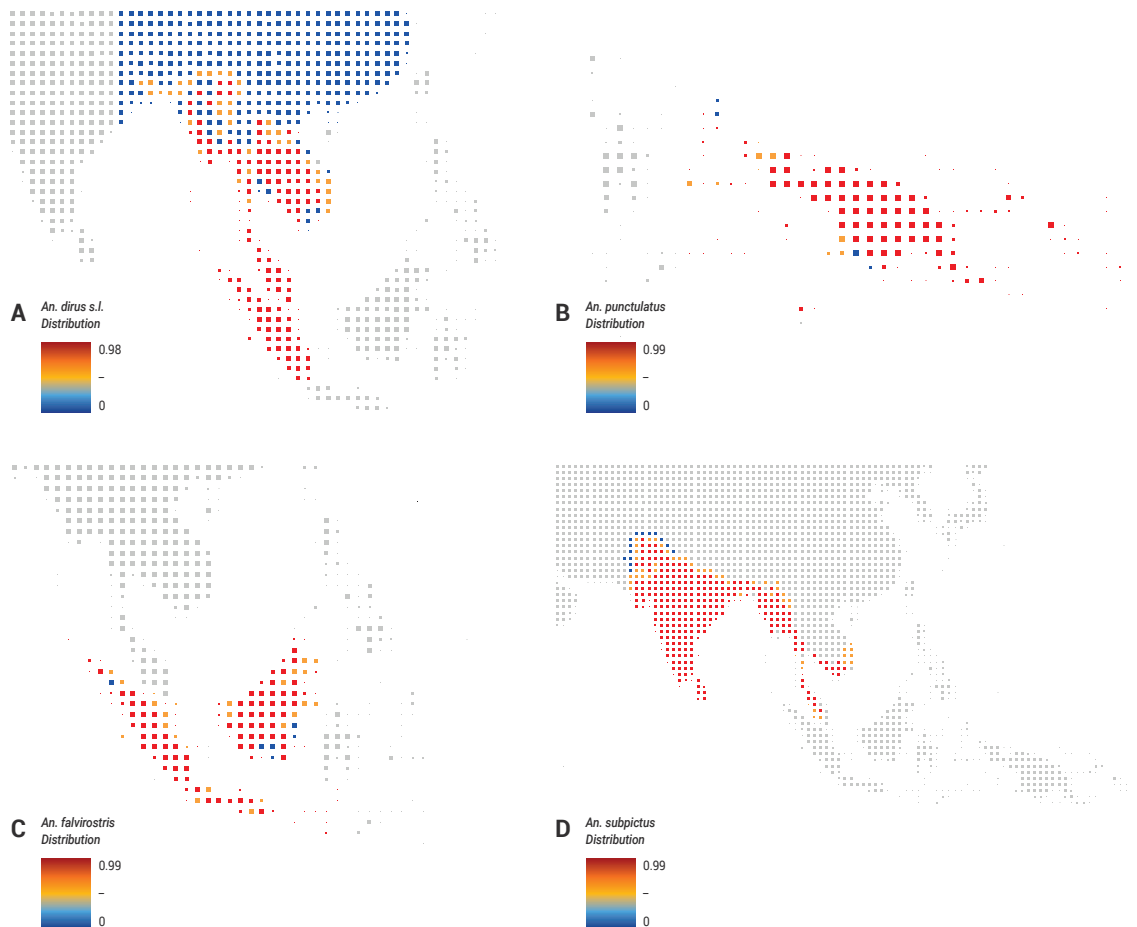 A
An. dirus s.l.
Distribution
0.98
–
0
B
An. punctulatus
Distribution
0.99
–
0
C
An. falvirostris
Distribution
0.99
–
0
D
An. subpictus
Distribution
0.99
–
0